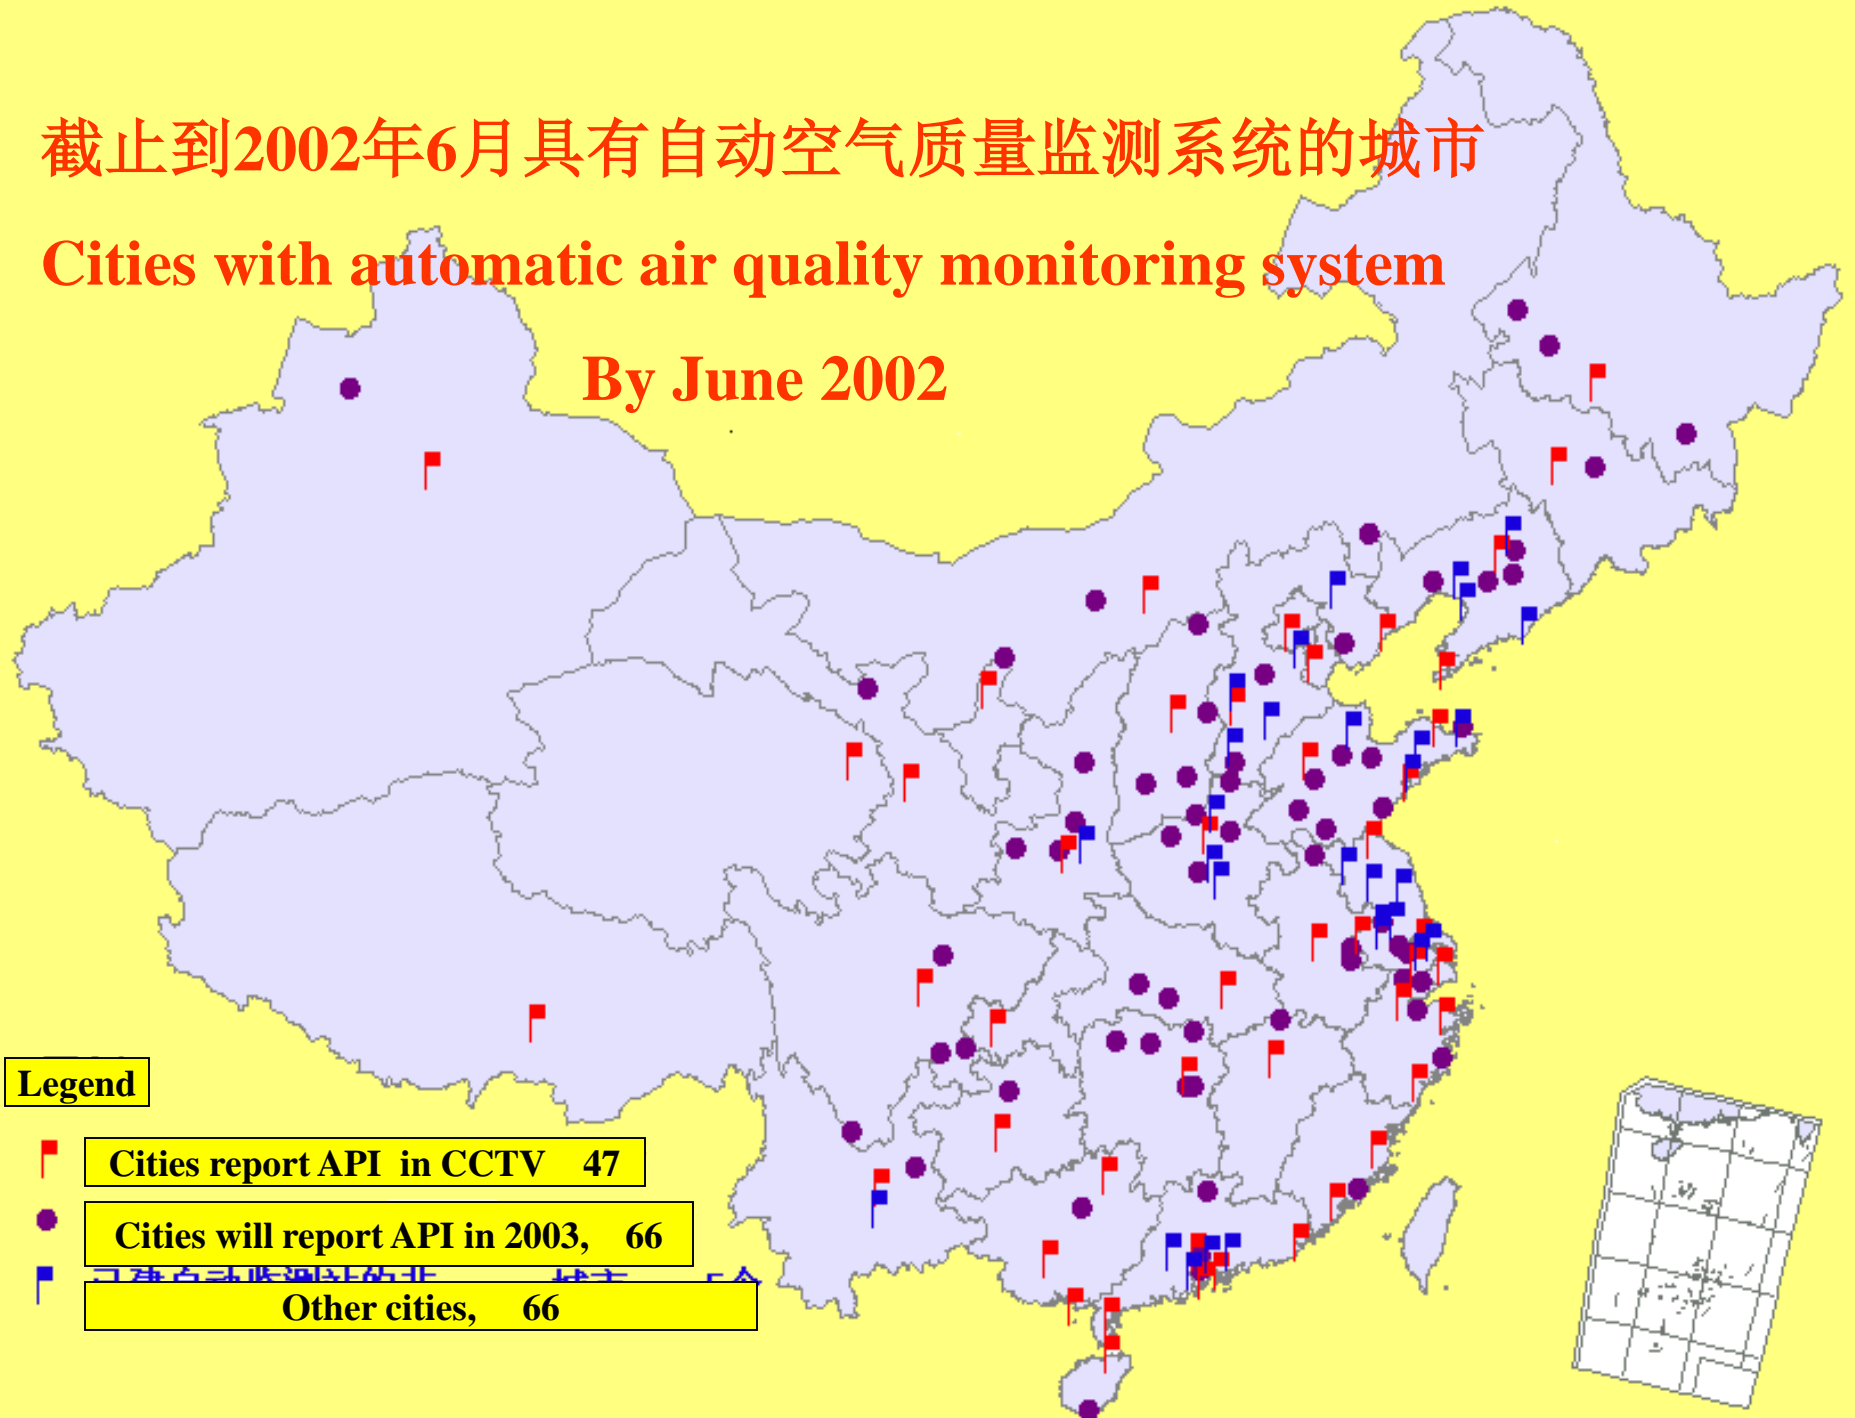 截止到2002年6月具有自动空气质量监测系统的城市
Cities with automatic air quality monitoring system
By June 2002
Legend
Cities report API in CCTV 47
Cities will report API in 2003, 66
Other cities, 66